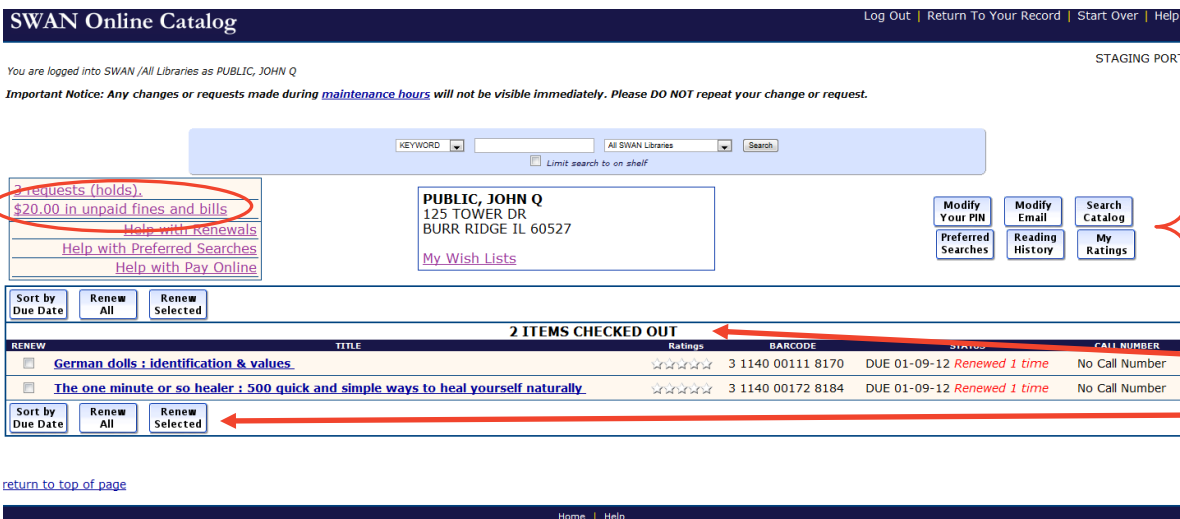 SWAN Online Catalog
Log Out | Return To Your Record | Start Over | Help
STAGING PORT
You are logged into SWAN /All Libraries as PUBLIC, JOHN Q
Important Notice: Any changes or requests made during maintenance hours will not be visible immediately. Please DO NOT repeat your change or request.
KEYWORD All SWAN Libraries Search
Limit search to on shelf
3 requests (holds).
$20.00 in unpaid fines and bills
Help with Renewals
Help with Preferred Searches
Help with Pay Online
PUBLIC, JOHN Q
125 TOWER DR
BURR RIDGE IL 60527
My Wish Lists
Modify Your PIN
Modify Email
Search Catalog
Preferred Searches
Reading History
My Ratings
Sort by Due Date
Renew All
Renew Selected
2 ITEMS CHECKED OUT
RENEW TITLE Ratings BARCODE STATUS CALL NUMBER
German dolls : identification & values 3 1140 00111 8170 DUE 01-09-12 Renewed 1 time No Call Number
The one minute or so healer : 500 quick and simple ways to heal yourself naturally 3 1140 00172 8184 DUE 01-09-12 Renewed 1 time No Call Number
Sort by Due Date
Renew All
Renew Selected
return to top of page
Home | Help